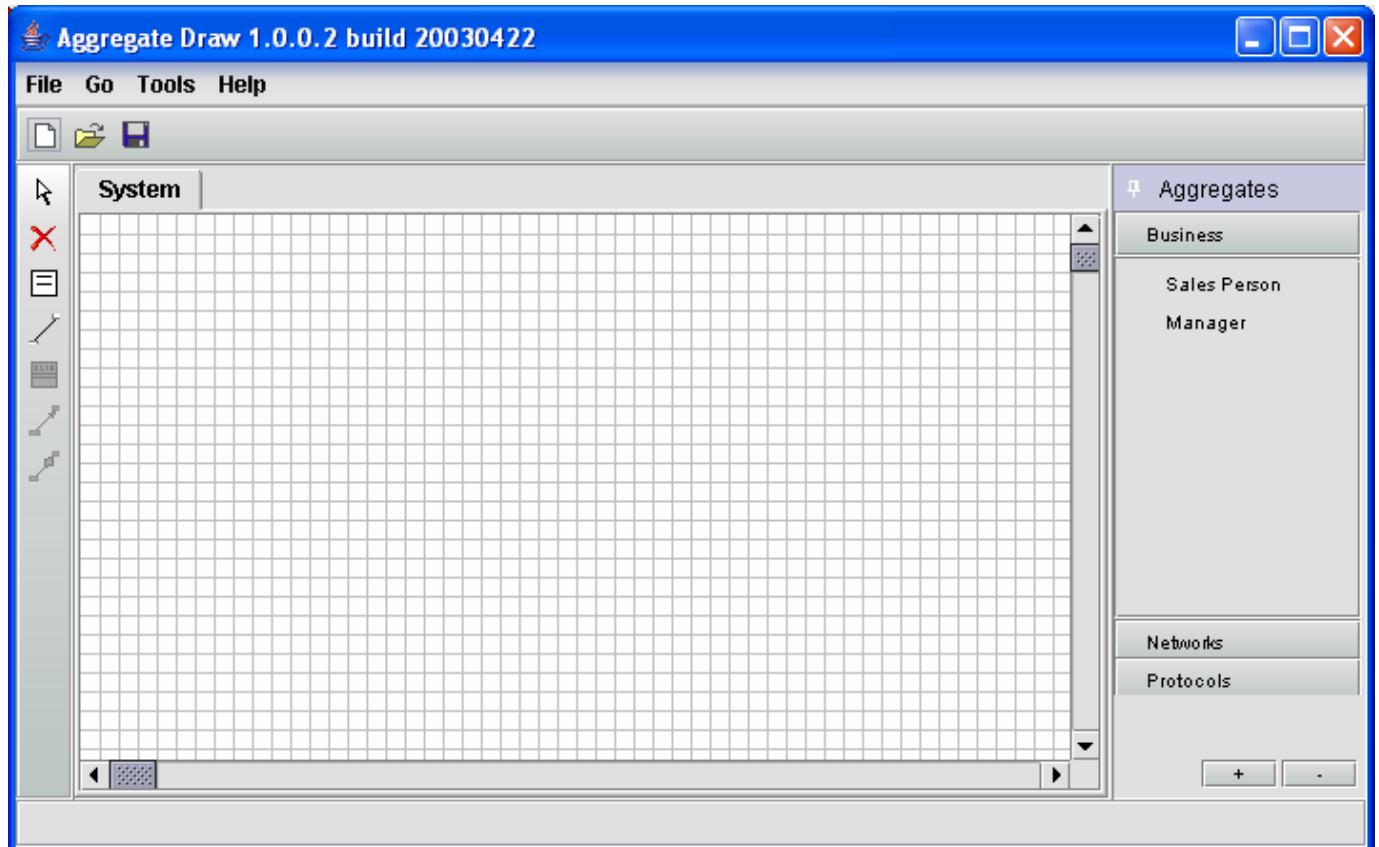 Aggregate Draw 1.0.0.2 build 20030422
File Go Tools Help
System
Aggregates
Business
Sales Person
Manager
Networks
Protocols
+ -